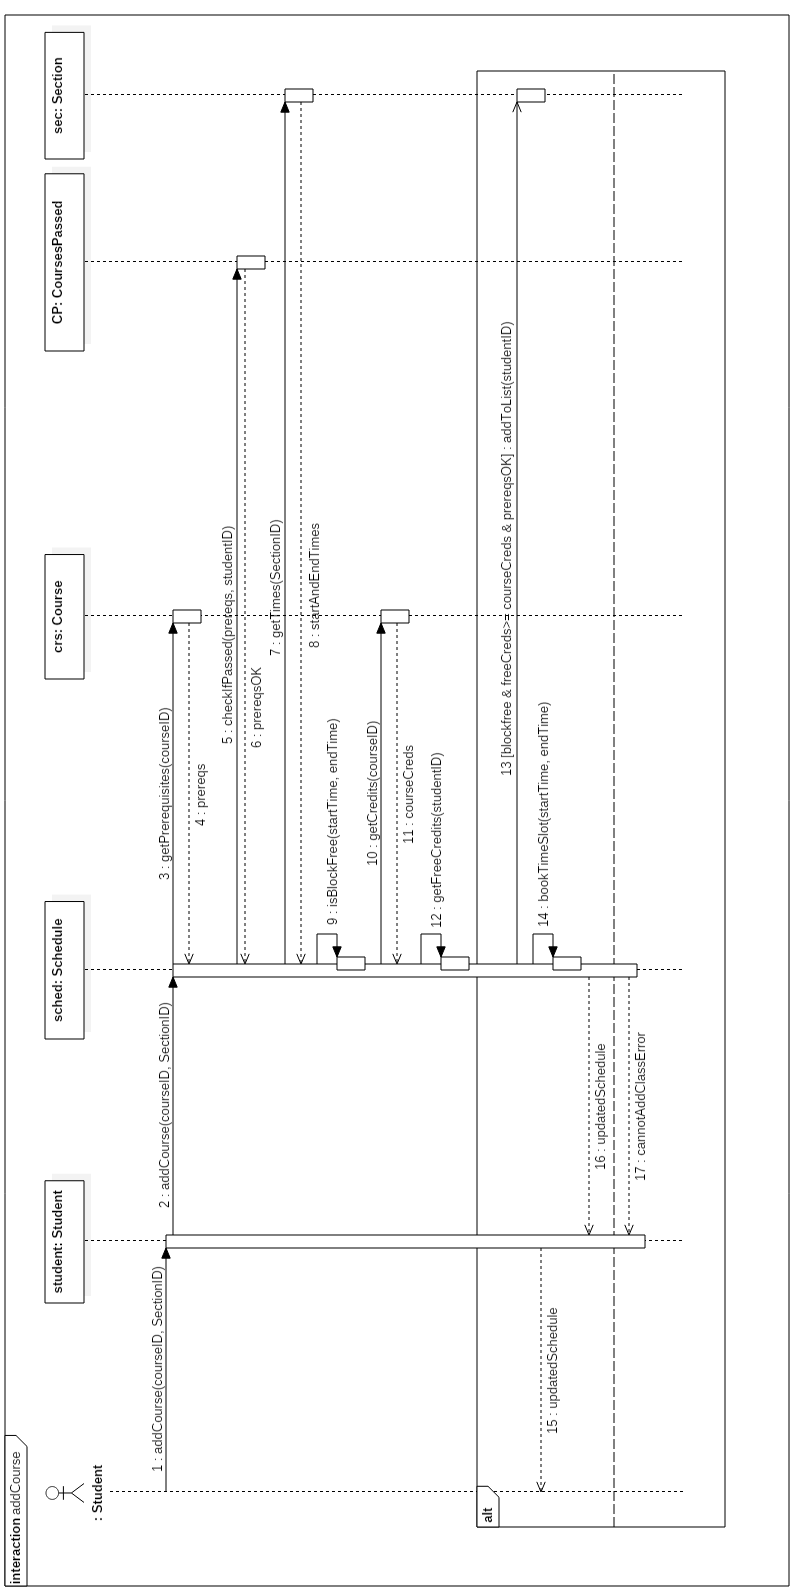 interaction addCourse
: Student
student: Student
sched: Schedule
crs: Course
CP: CoursesPassed
sec: Section
1 : addCourse(courseID, SectionID)
2 : addCourse(courseID, SectionID)
3 : getPrerequisites(courseID)
4 : prereqs
5 : checkIfPassed(prereqs, studentID)
6 : prereqsOK
7 : getTimes(SectionID)
8 : startAndEndTimes
9 : isBlockFree(startTime, endTime)
10 : getCredits(courseID)
11 : courseCreds
12 : getFreeCredits(studentID)
alt
13 [blockfree & freeCreds>= courseCreds & prereqsOK] : addToList(studentID)
14 : bookTimeSlot(startTime, endTime)
15 : updatedSchedule
16 : updatedSchedule
17 : cannotAddClassError